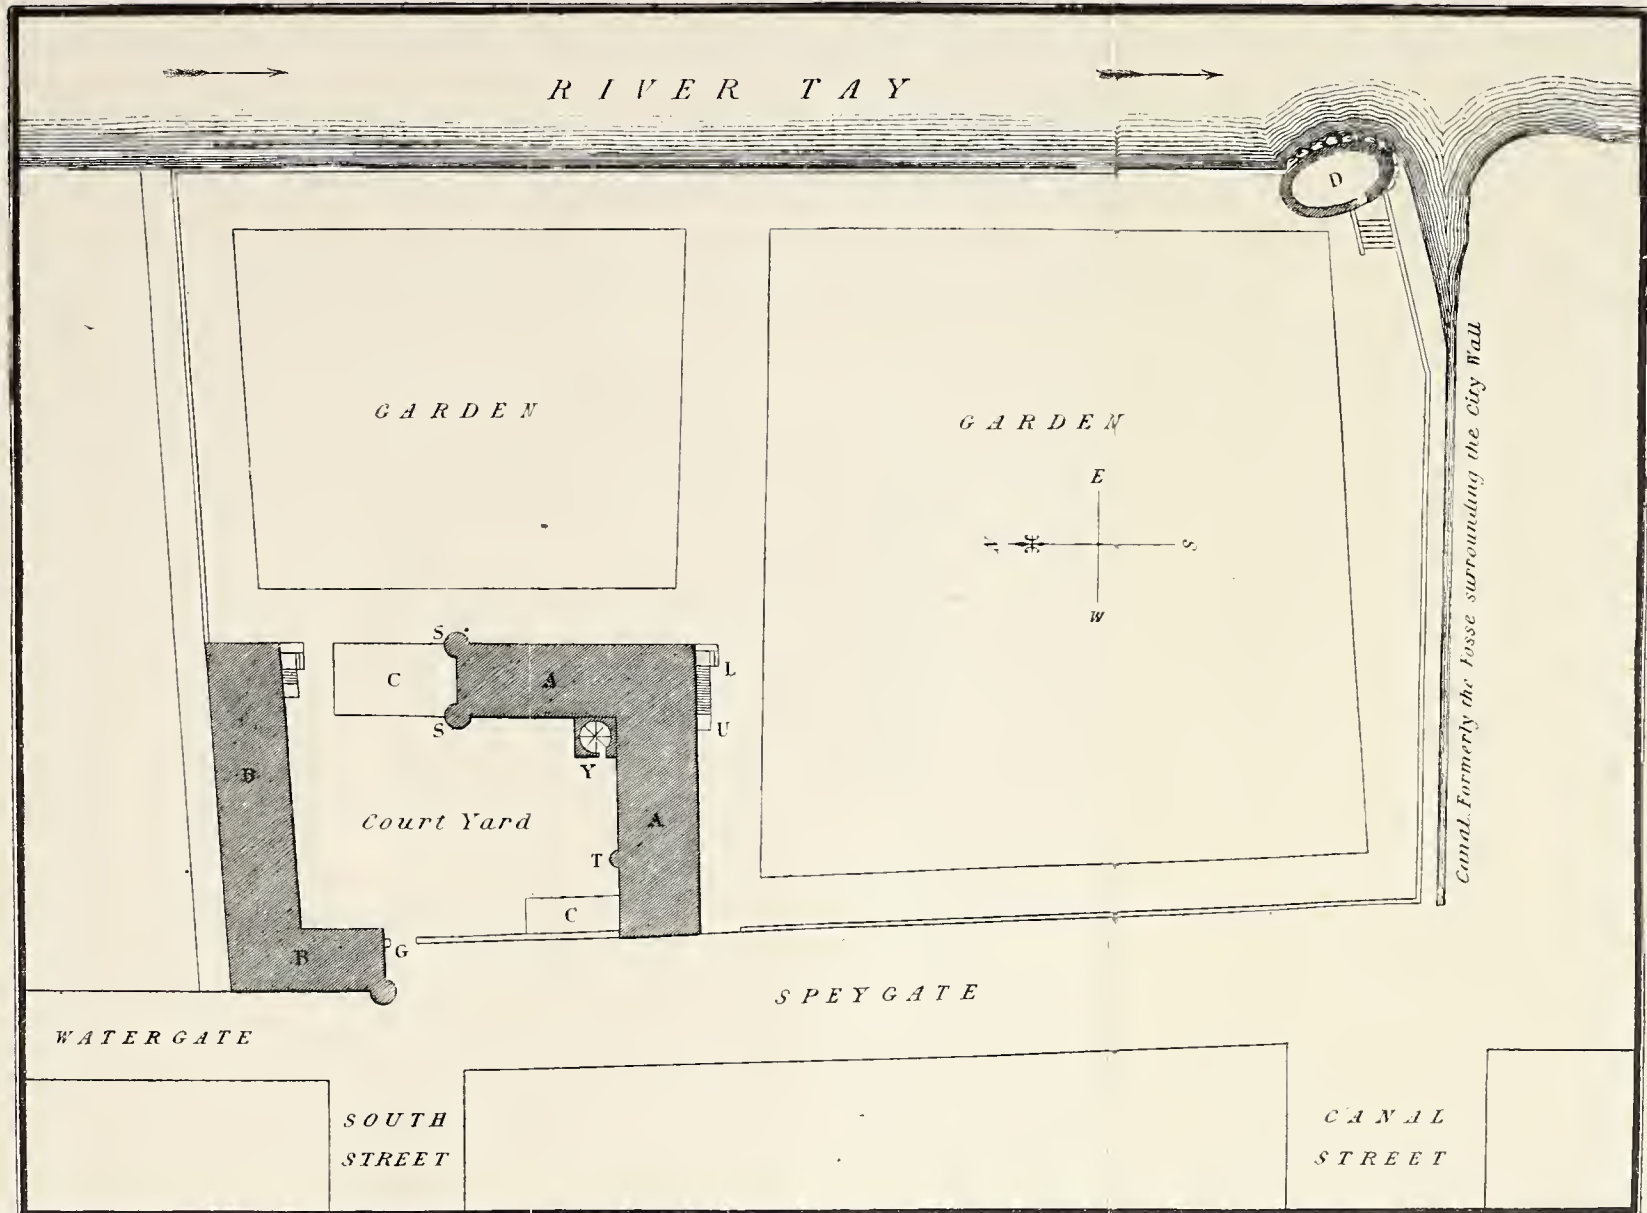 RIVER TAY
D
GARDEN
GARDEN
E
N
S
W
Canal Formerly the Fosse surrounding the City Wall
S
C
A
L
S
U
Y
B
Court Yard
A
T
C
B
G
SPEYGATE
WATERGATE
SOUTH
STREET
CANAL
STREET